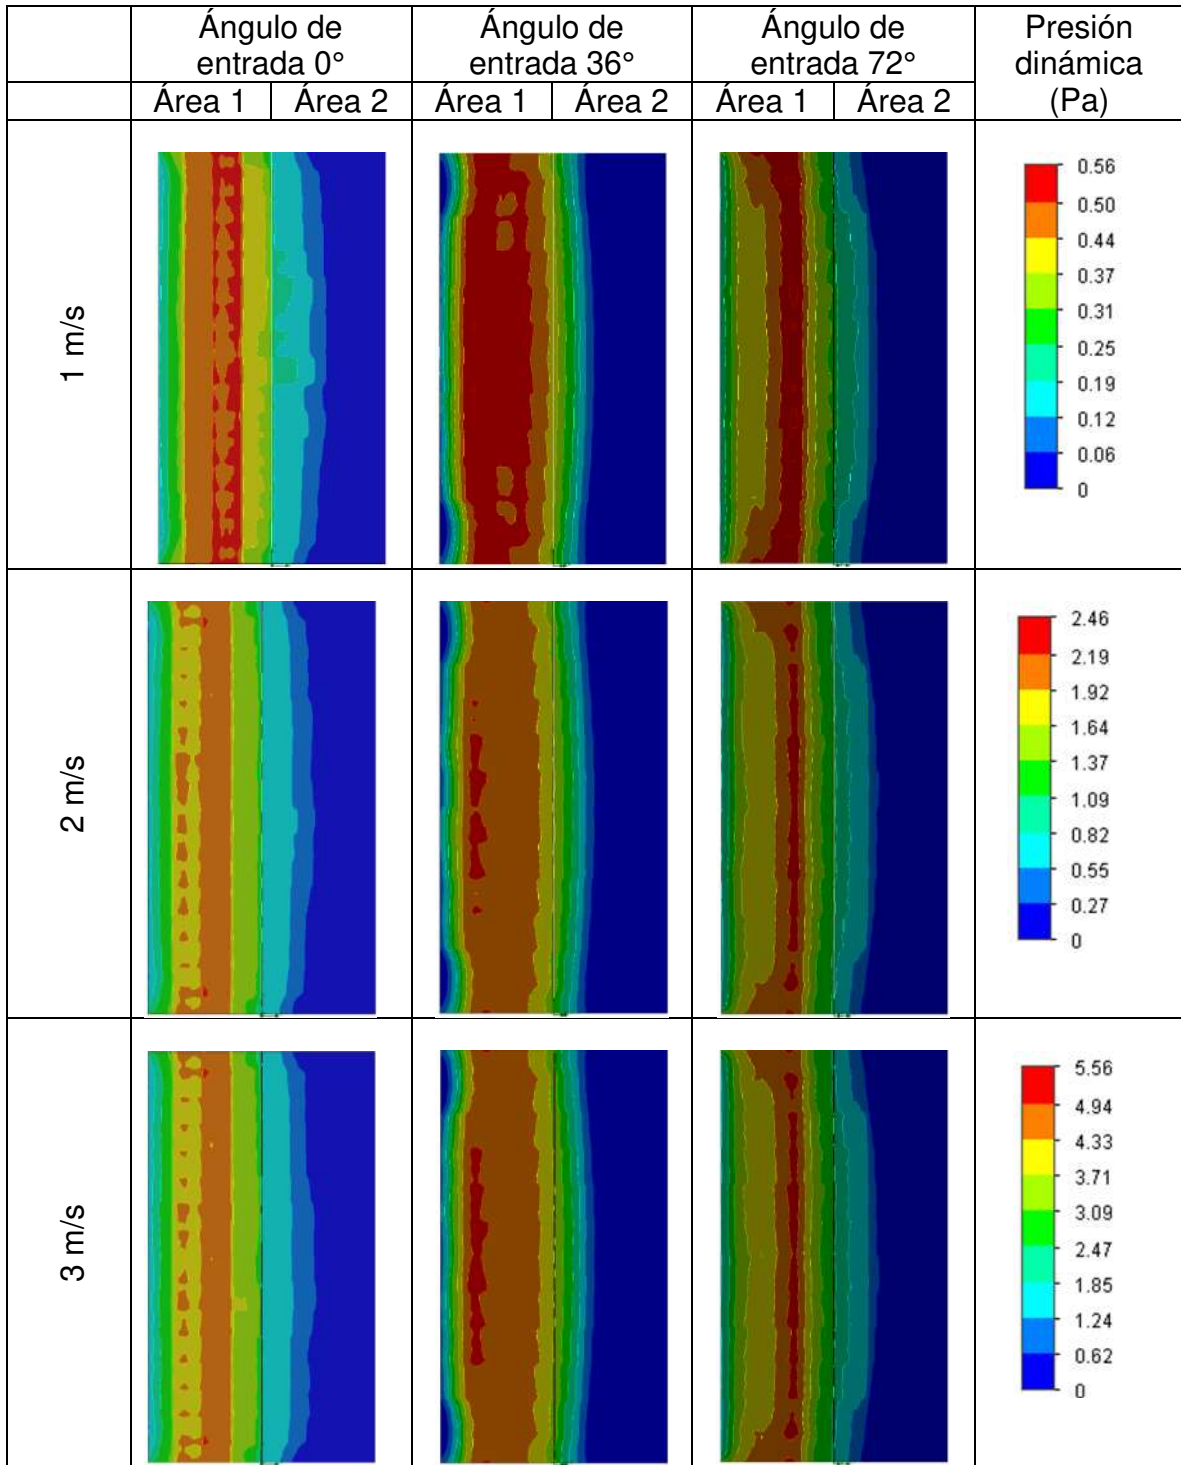 Ángulo de
entrada 0°
Ángulo de
entrada 36°
Ángulo de
entrada 72°
Presión
dinámica
(Pa)
Área 1
Área 2
Área 1
Área 2
Área 1
Área 2
1 m/s
0.56
0.50
0.44
0.37
0.31
0.25
0.19
0.12
0.06
0
2 m/s
2.46
2.19
1.92
1.64
1.37
1.09
0.82
0.55
0.27
0
3 m/s
5.56
4.94
4.33
3.71
3.09
2.47
1.85
1.24
0.62
0